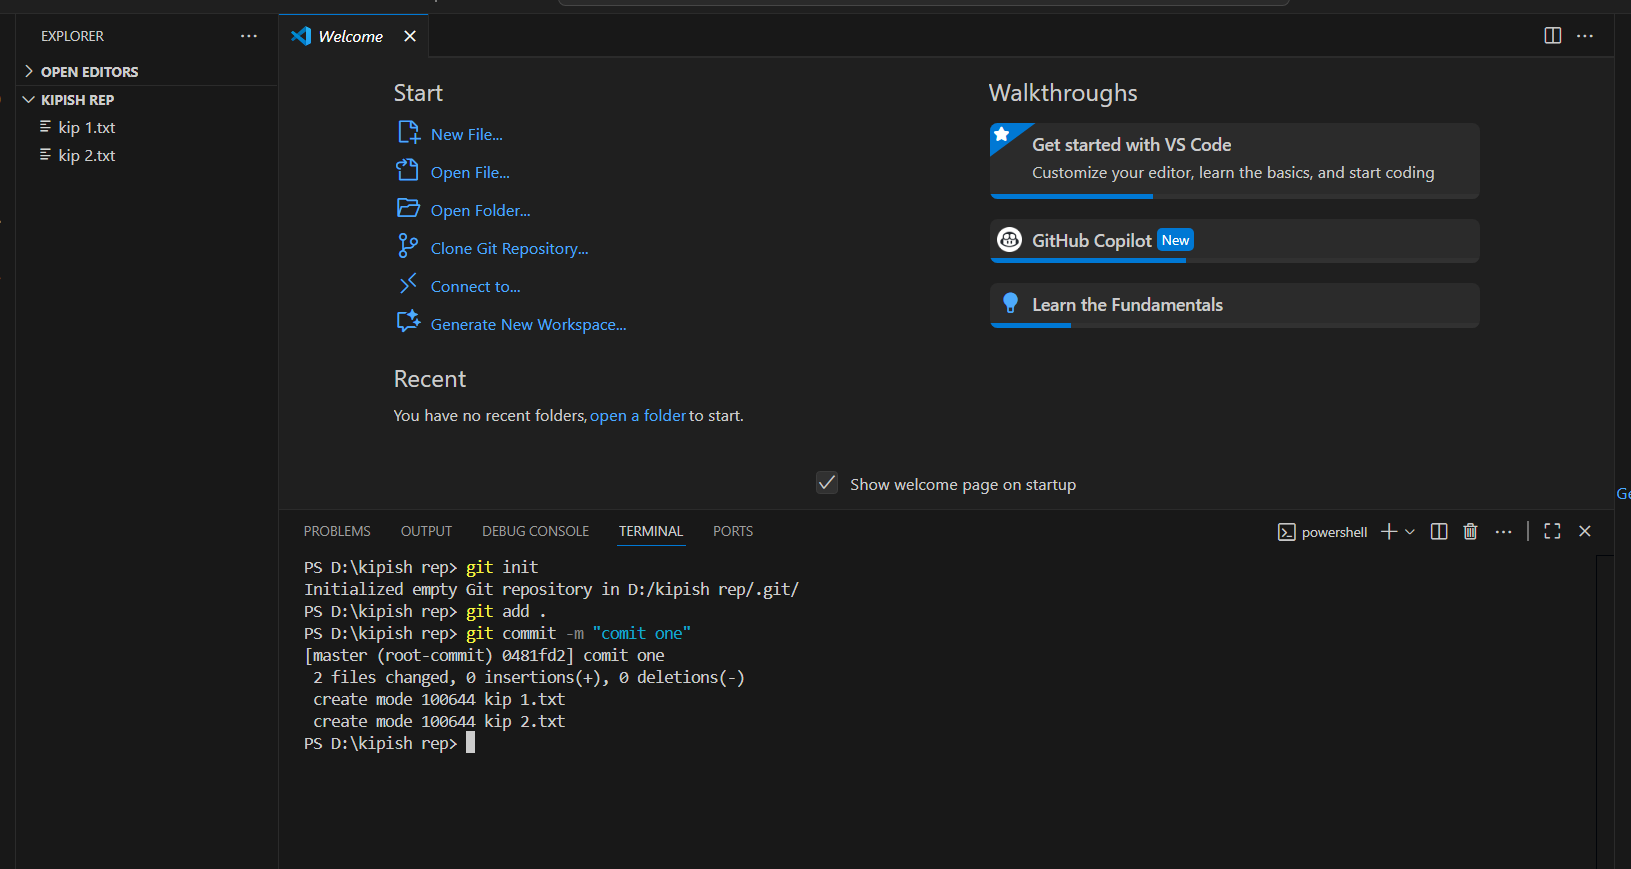 EXPLORER
OPEN EDITORS
KIPISH REP
kip 1.txt
kip 2.txt
Welcome
Start
New File...
Open File...
Open Folder...
Clone Git Repository...
Connect to...
Generate New Workspace...
Recent
You have no recent folders, open a folder to start.
Walkthroughs
Get started with VS Code
Customize your editor, learn the basics, and start coding
GitHub Copilot New
Learn the Fundamentals
Show welcome page on startup
PROBLEMS OUTPUT DEBUG CONSOLE TERMINAL PORTS
powershell
PS D:\kipish rep> git init
Initialized empty Git repository in D:/kipish rep/.git/
PS D:\kipish rep> git add .
PS D:\kipish rep> git commit -m "comit one"
[master (root-commit) 0481fd2] comit one
2 files changed, 0 insertions(+), 0 deletions(-)
create mode 100644 kip 1.txt
create mode 100644 kip 2.txt
PS D:\kipish rep>